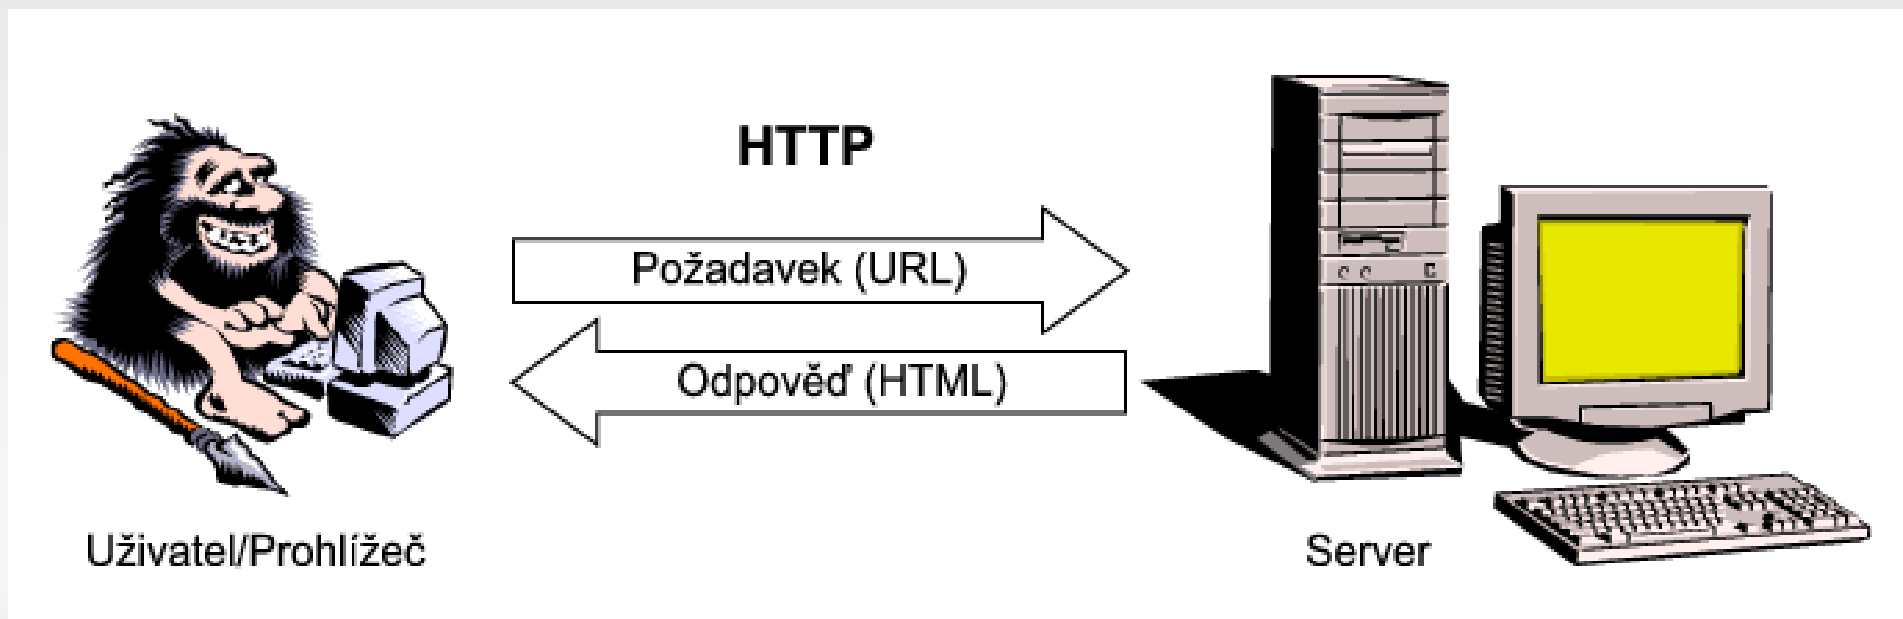 HTTP
Požadavek (URL)
Odpověď (HTML)
Uživatel/Prohlížeč
Server